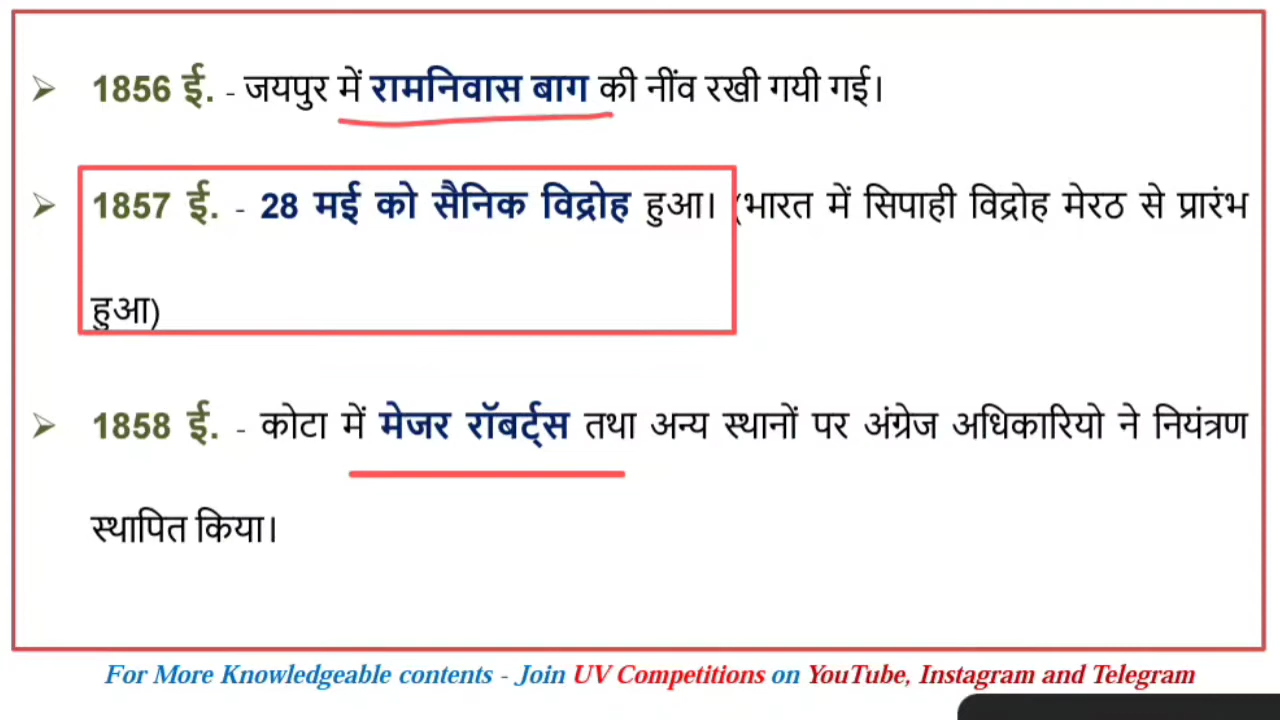 1856 ई. - जयपुर में रामनिवास बाग की नींव रखी गयी गई।
1857 ई. - 28 मई को सैनिक विद्रोह हुआ। (भारत में सिपाही विद्रोह मेरठ से प्रारंभ
हुआ)
1858 ई. - कोटा में मेजर रॉबर्ट्स तथा अन्य स्थानों पर अंग्रेज अधिकारियो ने नियंत्रण
स्थापित किया।
For More Knowledgeable contents - Join UV Competitions on YouTube, Instagram and Telegram